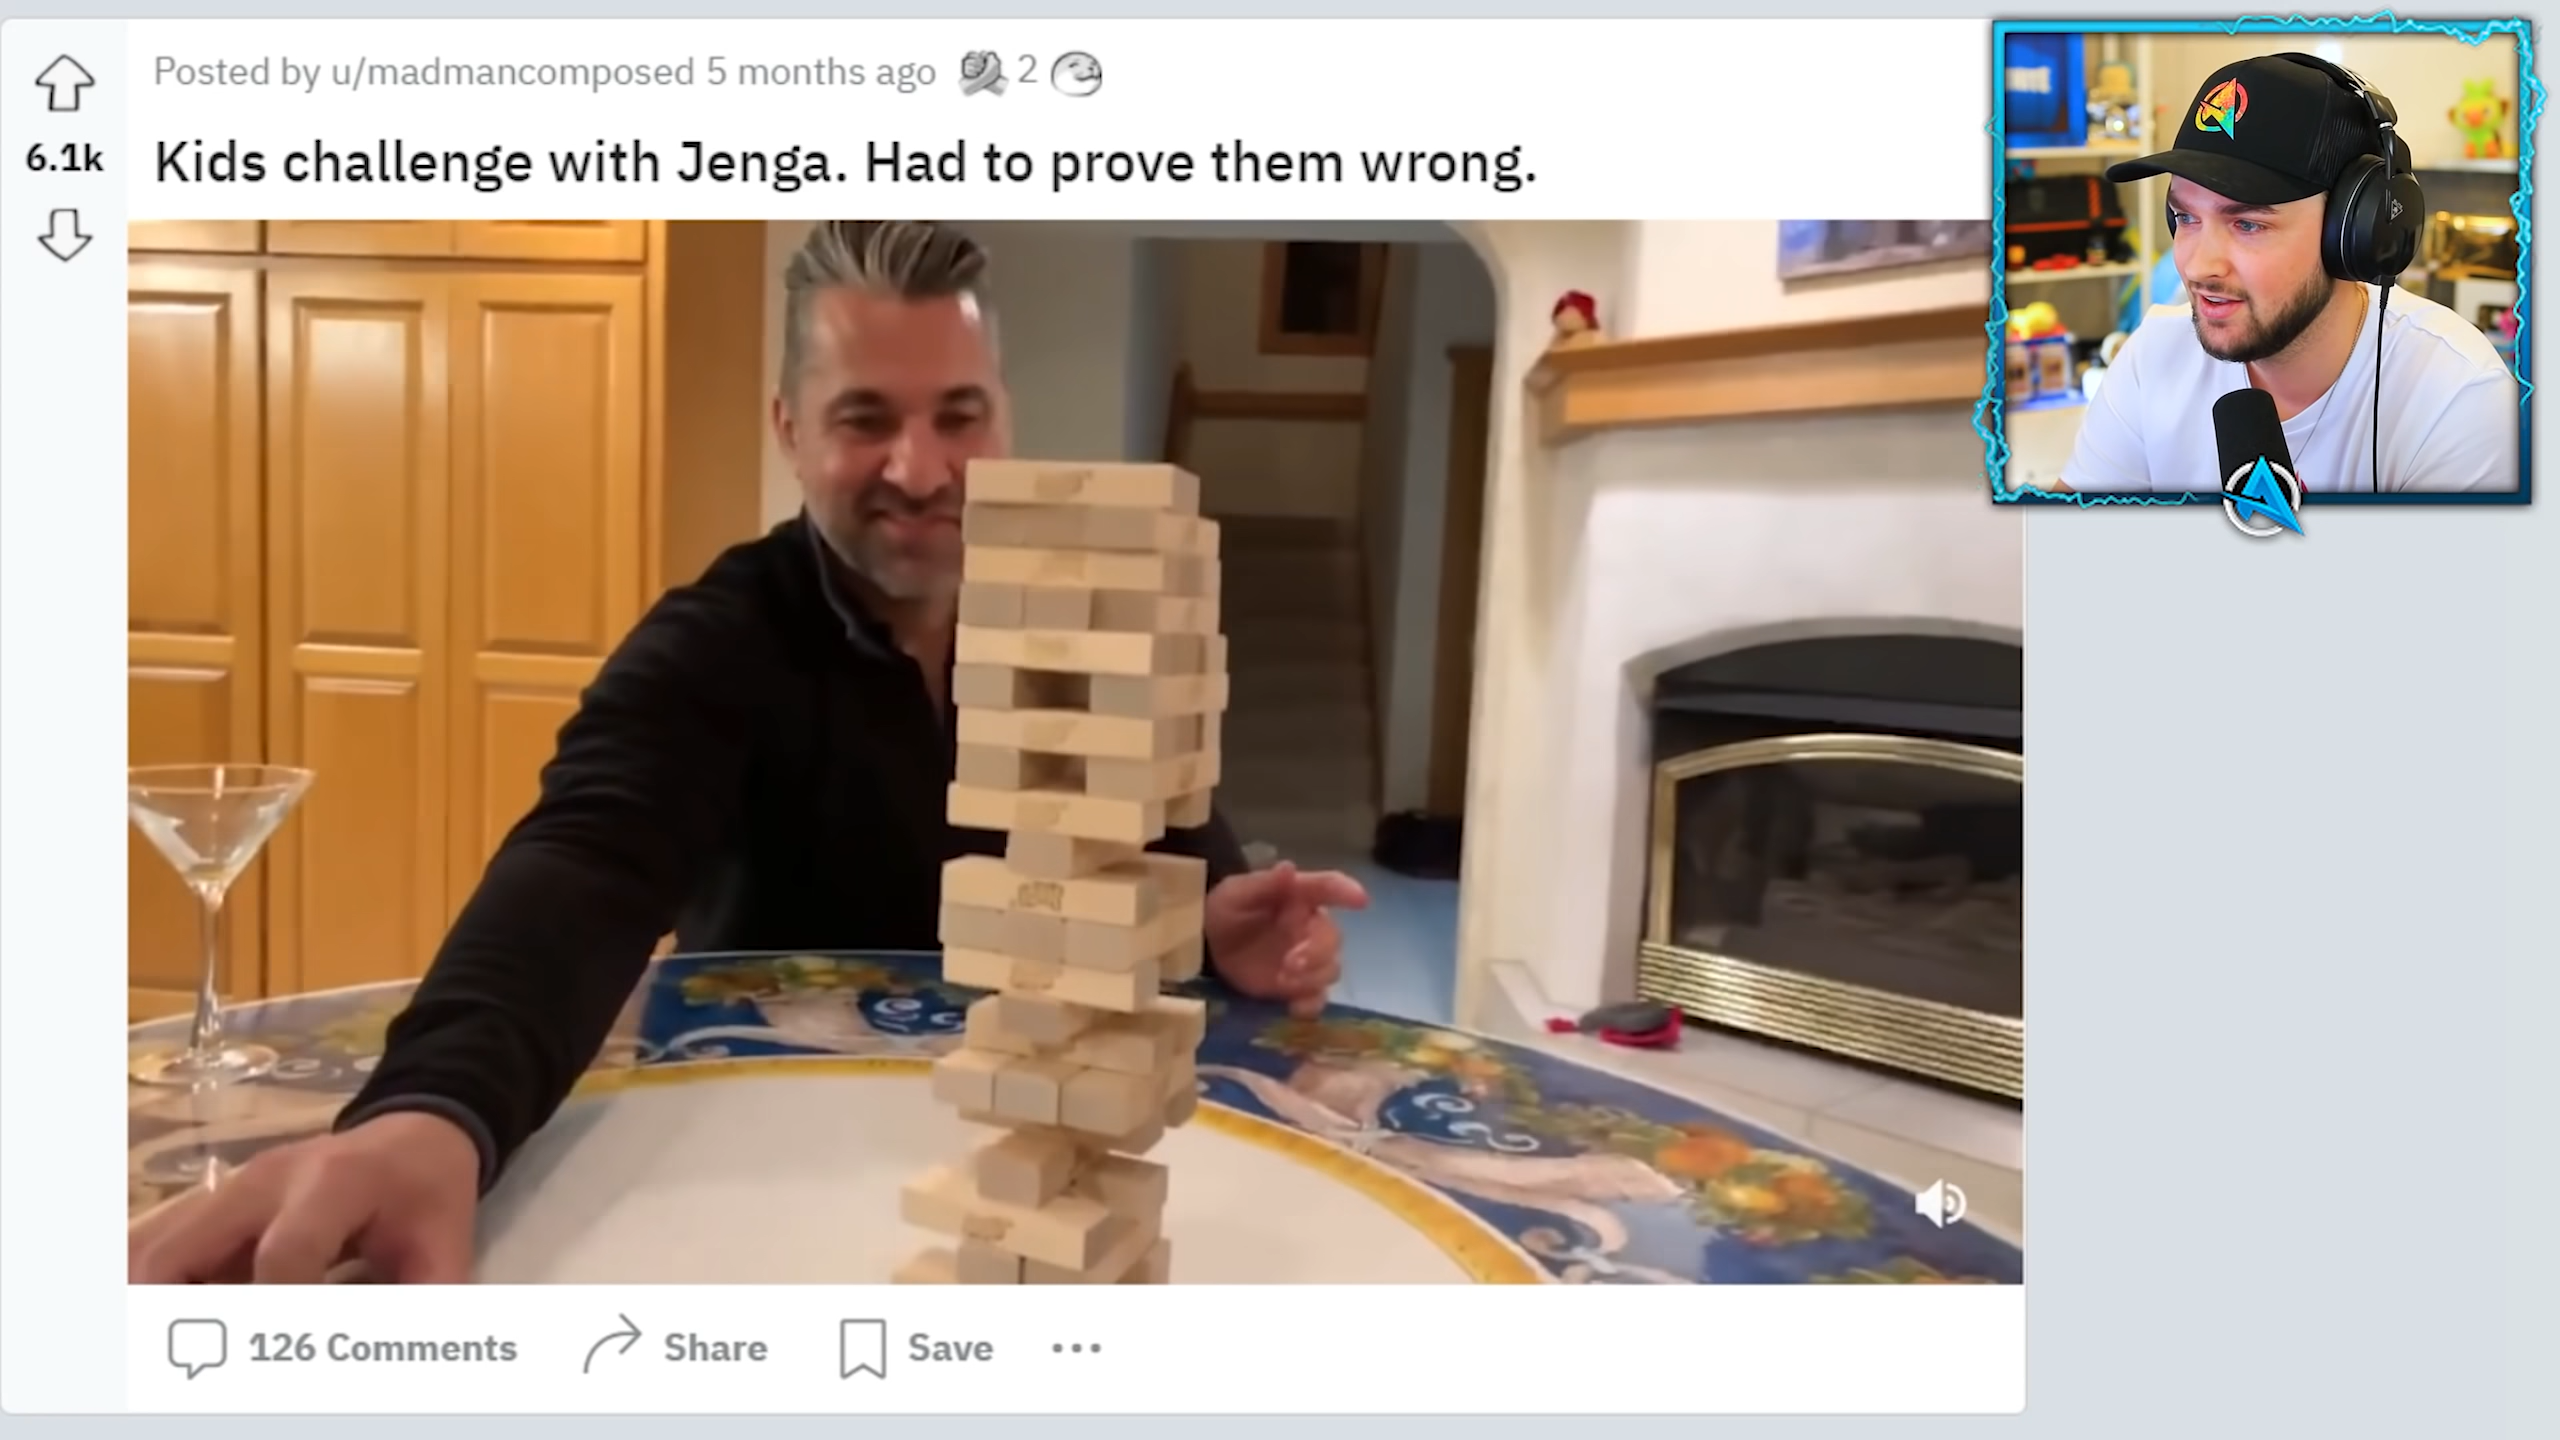 Posted by u/madmancomposed 5 months ago 2
6.1k
Kids challenge with Jenga. Had to prove them wrong.
126 Comments
Share
Save